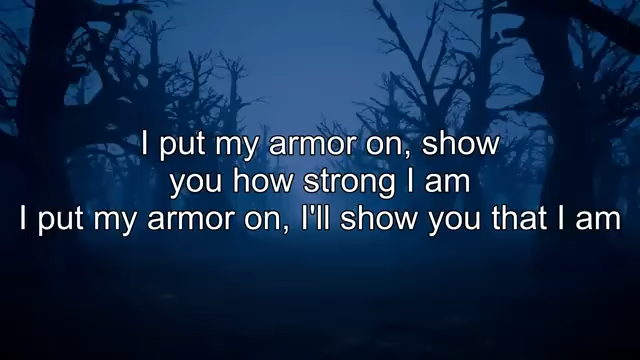 I put my armor on, show
you how strong I am
I put my armor on, I'll show you that I am